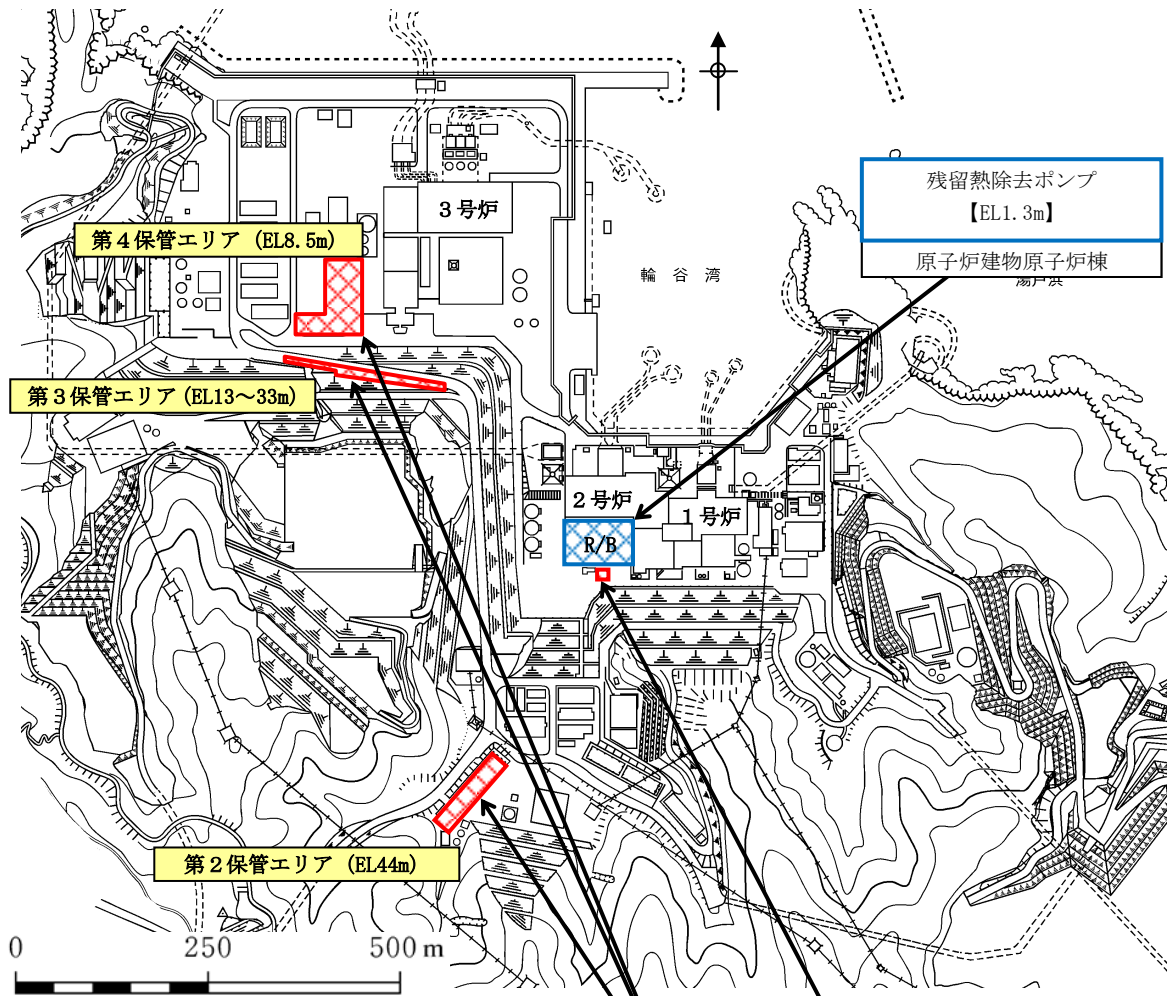 残留熱除去ポンプ
【EL1.3m】
原子炉建物原子炉棟
3号炉
第4保管エリア (EL8.5m)
輪谷湾
第3保管エリア(EL13～33m)
2号炉
1号炉
R/B
第2保管エリア (EL44m)
0 250 500 m